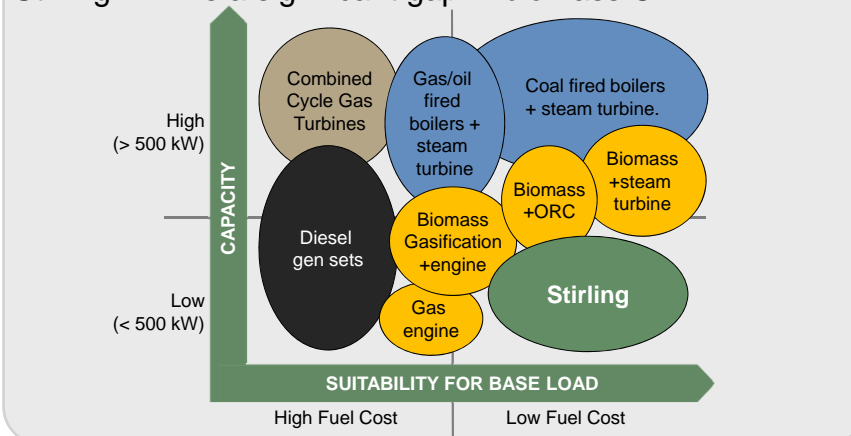 Combined
Cycle Gas
Turbines
Gas/oil
fired
boilers +
steam
turbine
Coal fired boilers
+ steam turbine.
High
(> 500 kW)
Biomass
+steam
turbine
Biomass
+ORC
CAPACITY
Diesel
gen sets
Biomass
Gasification
+engine
Stirling
Low
(< 500 kW)
Gas
engine
SUITABILITY FOR BASE LOAD
High Fuel Cost
Low Fuel Cost